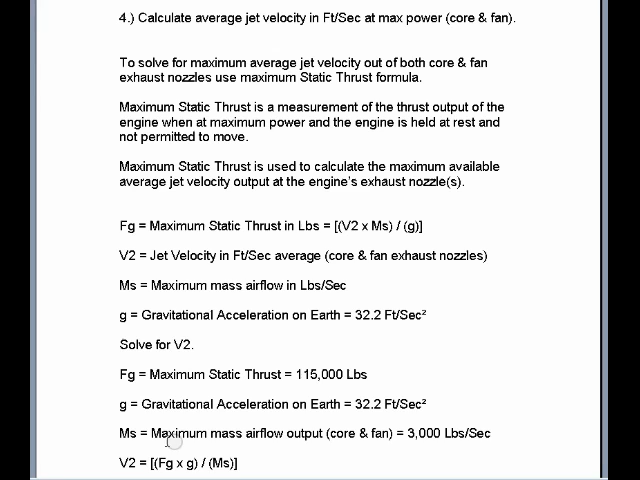 4.) Calculate average jet velocity in Ft/Sec at max power (core & fan).
To solve for maximum average jet velocity out of both core & fan
exhaust nozzles use maximum Static Thrust formula.
Maximum Static Thrust is a measurement of the thrust output of the
engine when at maximum power and the engine is held at rest and
not permitted to move.
Maximum Static Thrust is used to calculate the maximum available
average jet velocity output at the engine's exhaust nozzle(s).
Fg = Maximum Static Thrust in Lbs = [(V2 x Ms) / (g)]
V2 = Jet Velocity in Ft/Sec average (core & fan exhaust nozzles)
Ms = Maximum mass airflow in Lbs/Sec
g = Gravitational Acceleration on Earth = 32.2 Ft/Sec²
Solve for V2.
Fg = Maximum Static Thrust = 115,000 Lbs
g = Gravitational Acceleration on Earth = 32.2 Ft/Sec²
Ms = Maximum mass airflow output (core & fan) = 3,000 Lbs/Sec
V2 = [(Fg x g) / (Ms)]